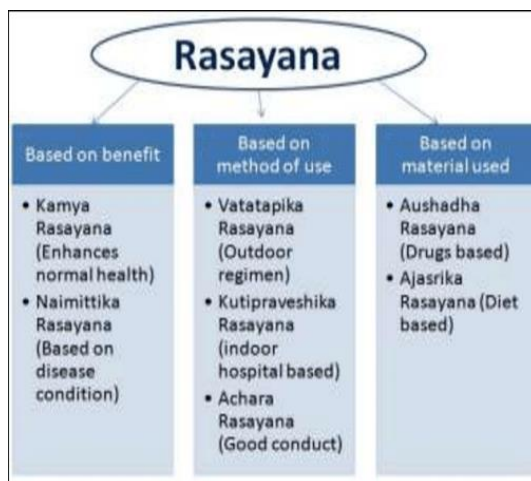 Rasayana
Based on benefit
• Kamya
Rasayana
(Enhances
normal health)
• Naimittika
Rasayana
(Based on
disease
condition)
Based on
method of use
• Vatatapika
Rasayana
(Outdoor
regimen)
• Kutipraveshika
Rasayana
(indoor
hospital based)
• Achara
Rasayana
(Good conduct)
Based on
material used
• Aushadha
Rasayana
(Drugs based)
• Ajasrika
Rasayana (Diet
based)